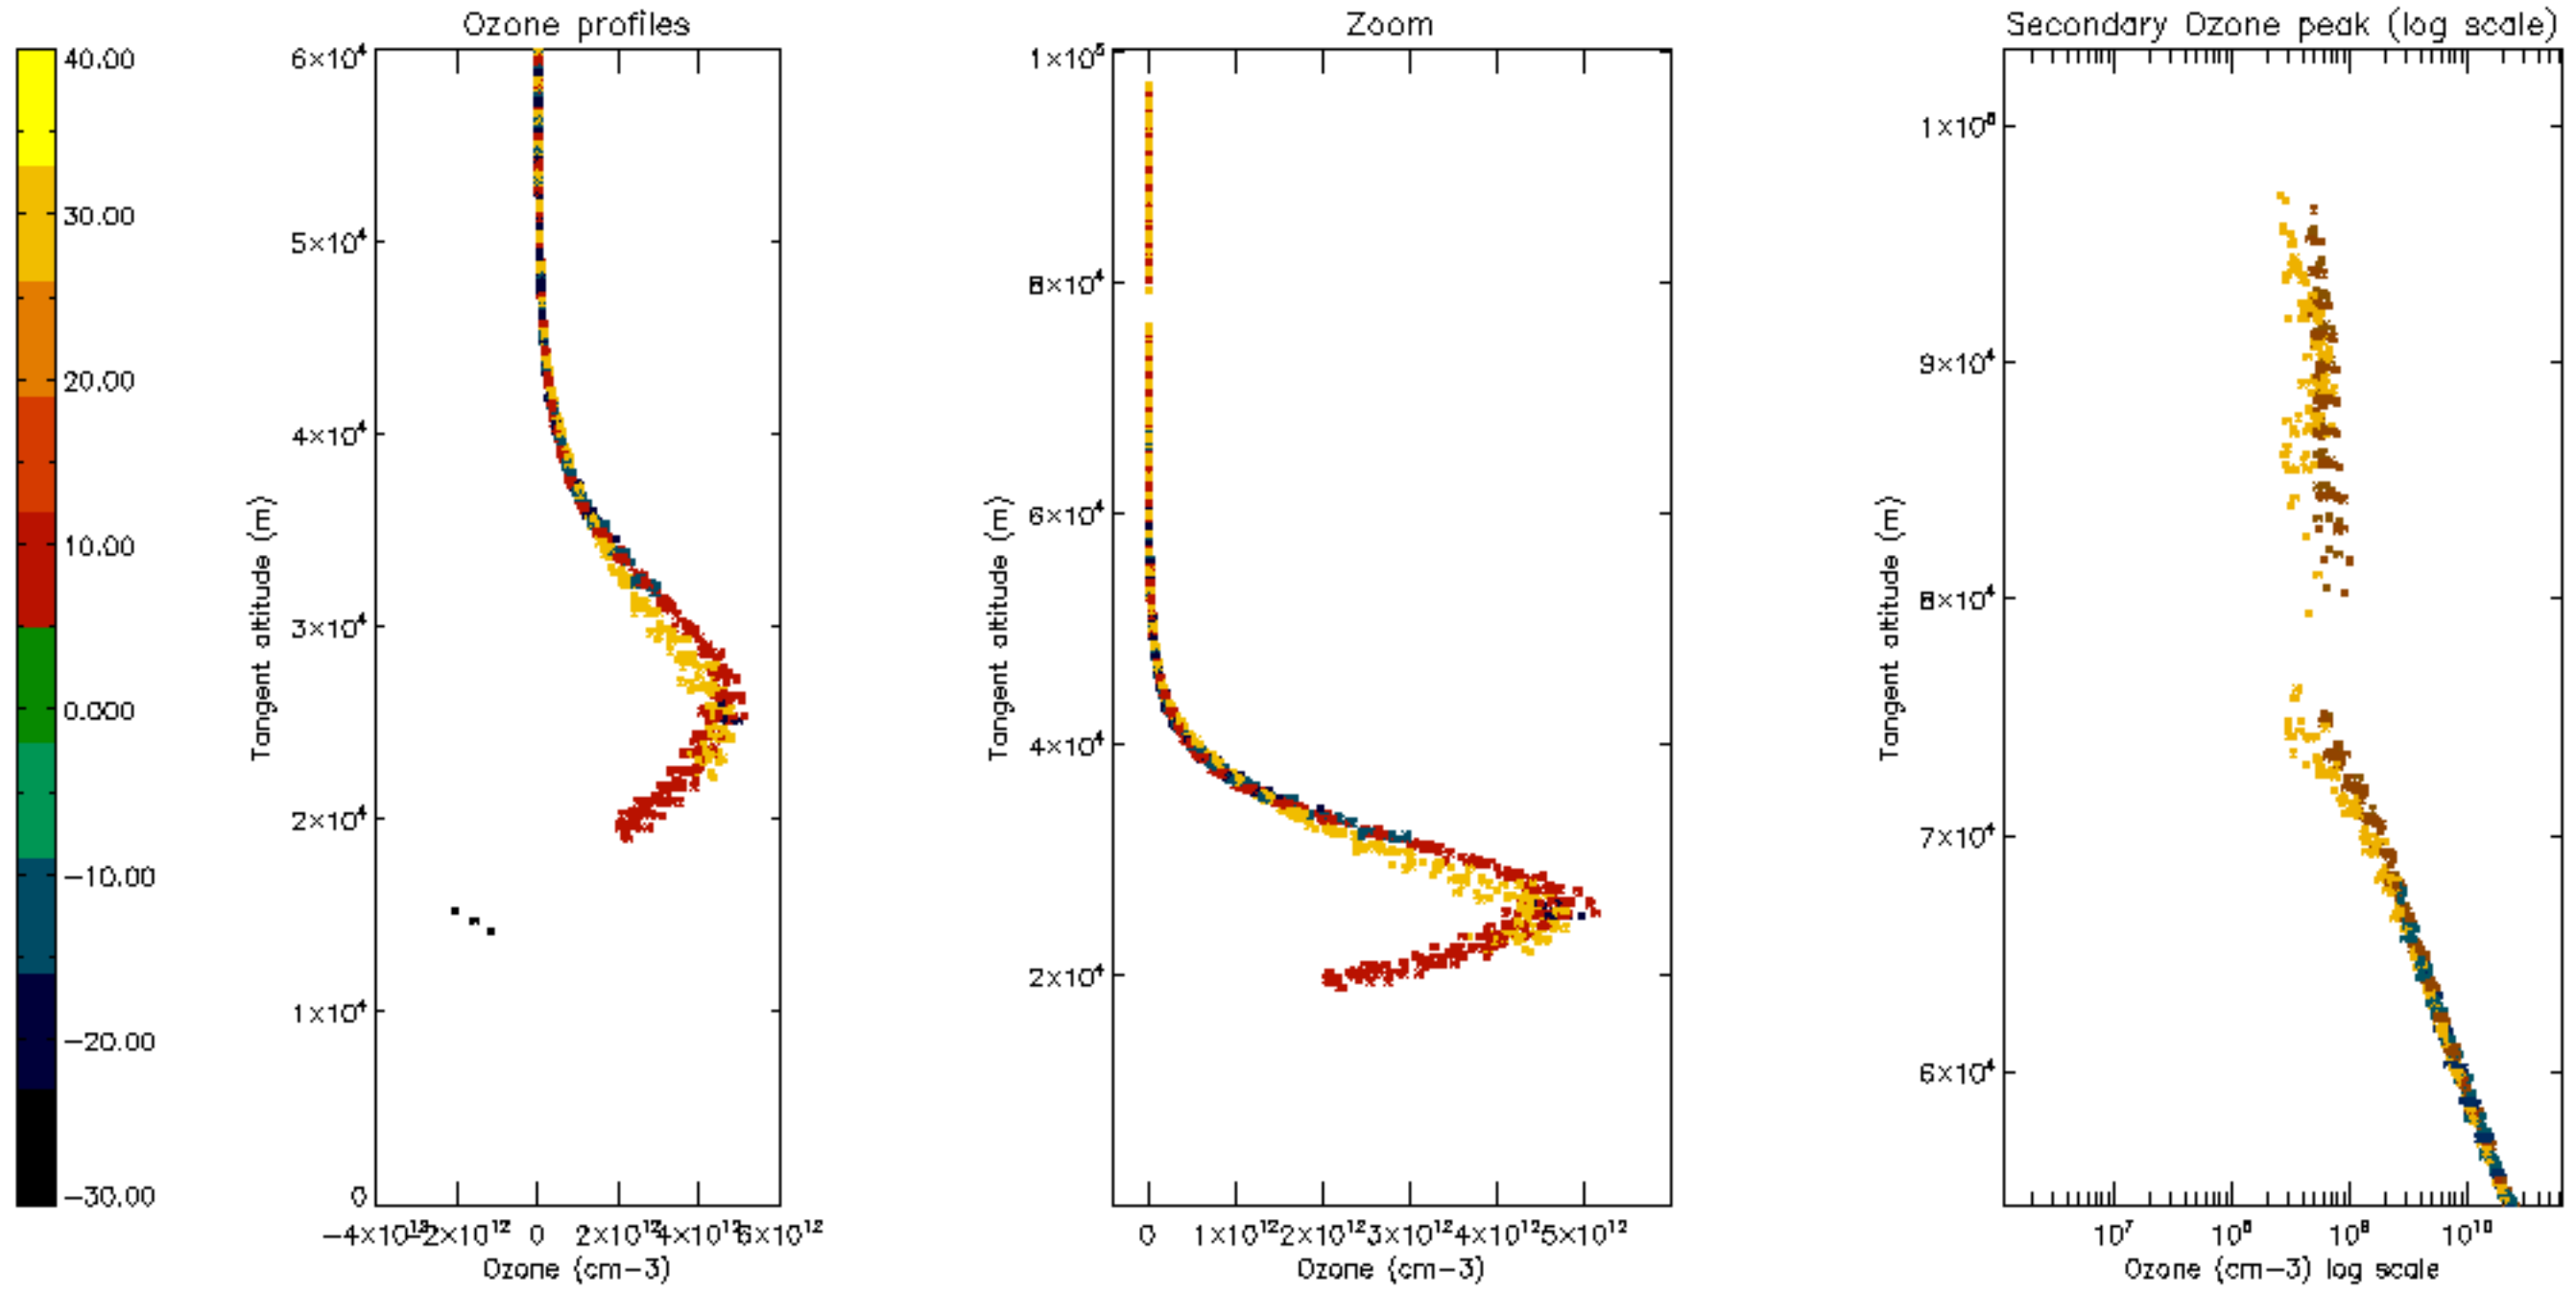 Ozone profiles
Zoom
Secondary Ozone peak (log scale)
40.00
30.00
20.00
10.00
0.000
−10.00
−20.00
−30.00
6×10⁴
5×10⁴
4×10⁴
3×10⁴
2×10⁴
1×10⁴
0
Tangent altitude (m)
−4×10¹² −2×10¹² 0 2×10¹² 4×10¹² 6×10¹²
Ozone (cm−3)
1×10⁵
8×10⁴
6×10⁴
4×10⁴
2×10⁴
Tangent altitude (m)
0 1×10¹² 2×10¹² 3×10¹² 4×10¹² 5×10¹²
Ozone (cm−3)
1×10⁵
9×10⁴
8×10⁴
7×10⁴
6×10⁴
Tangent altitude (m)
10⁷ 10⁸ 10⁹ 10¹⁰
Ozone (cm−3) log scale